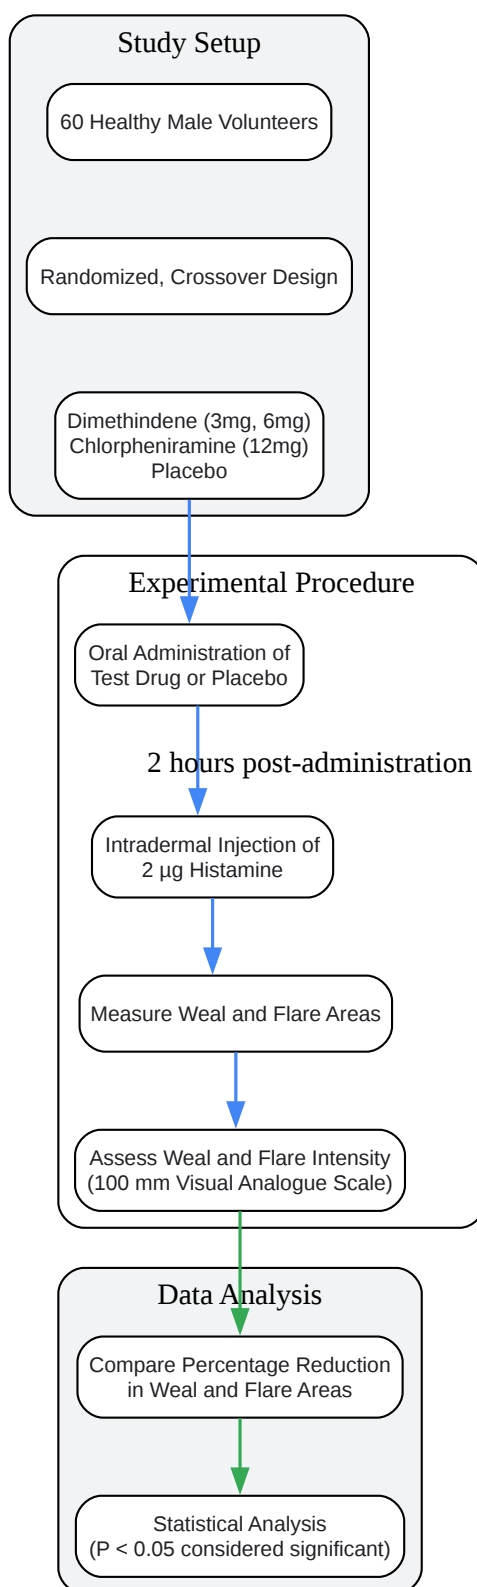 Study Setup
60 Healthy Male Volunteers
Randomized, Crossover Design
Dimethindene (3mg, 6mg)
Chlorpheniramine (12mg)
Placebo
Experimental Procedure
Oral Administration of
Test Drug or Placebo
2 hours post-administration
Intradermal Injection of
2 µg Histamine
Measure Weal and Flare Areas
Assess Weal and Flare Intensity
(100 mm Visual Analogue Scale)
Data Analysis
Compare Percentage Reduction
in Weal and Flare Areas
Statistical Analysis
(P < 0.05 considered significant)